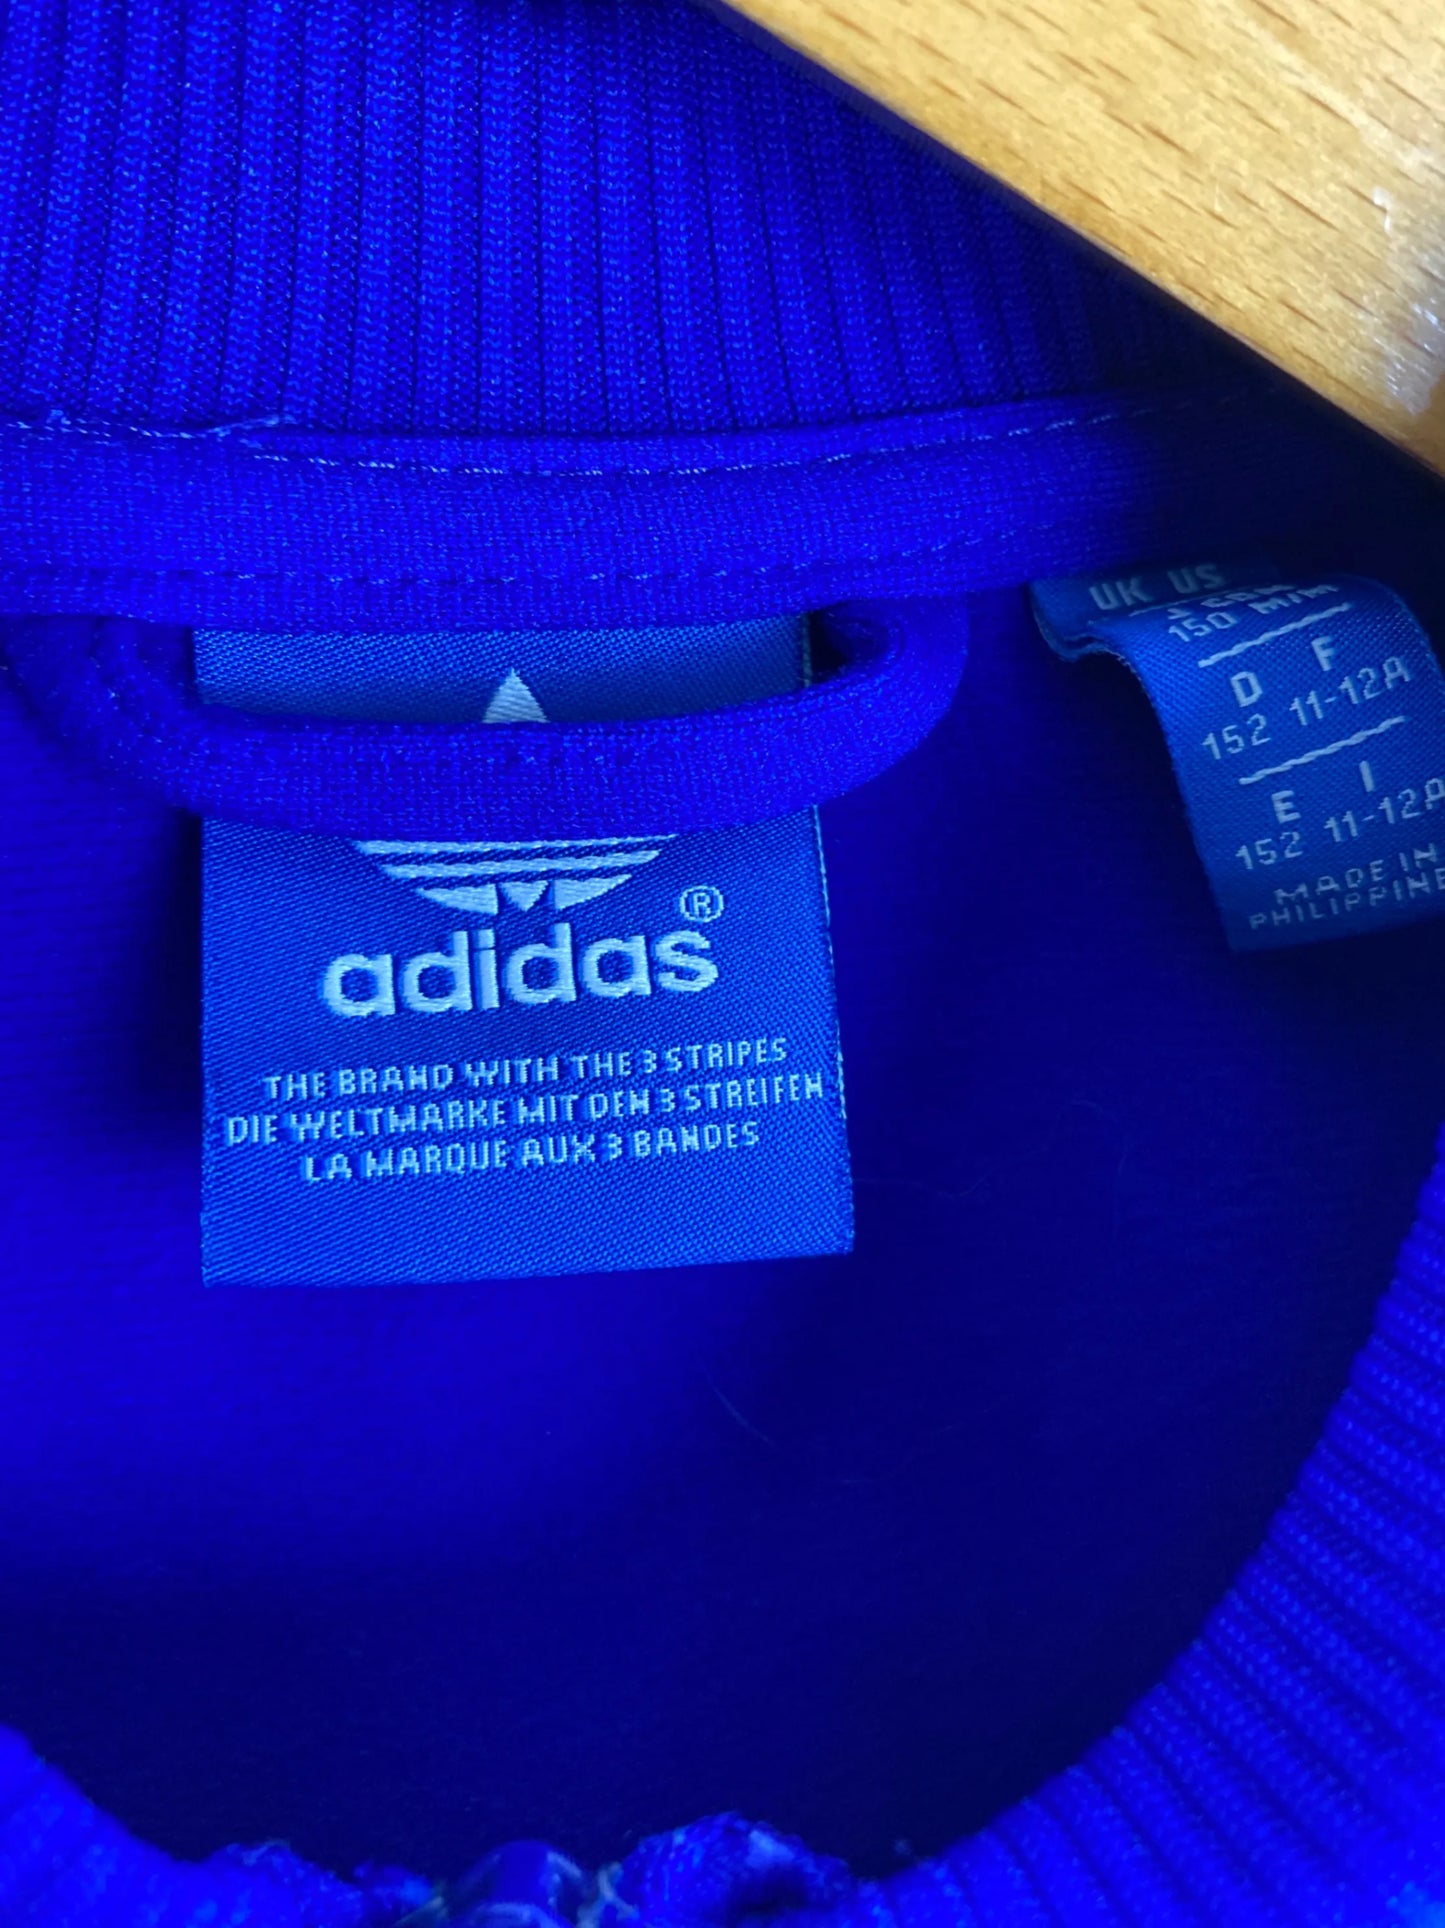 adidas®
THE BRAND WITH THE 3 STRIPES
DIE WELTMARKE MIT DEN 3 STREIFEN
LA MARQUE AUX 3 BANDES
UK US
150 M/M
D F
152 11-12A
E I
152 11-12A
MADE IN
PHILIPPINE